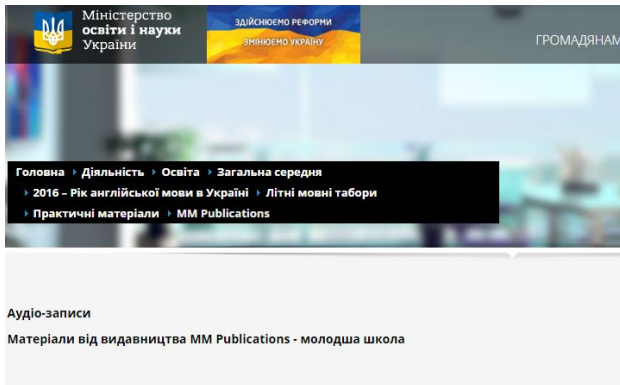 Міністерство
освіти і науки
України
ЗДІЙСНЮЄМО РЕФОРМИ
ЗМІНЮЄМО УКРАЇНУ
ГРОМАДЯНАМ
Головна › Діяльність › Освіта › Загальна середня
› 2016 – Рік англійської мови в Україні › Літні мовні табори
› Практичні матеріали › MM Publications
Аудіо-записи
Матеріали від видавництва MM Publications - молодша школа